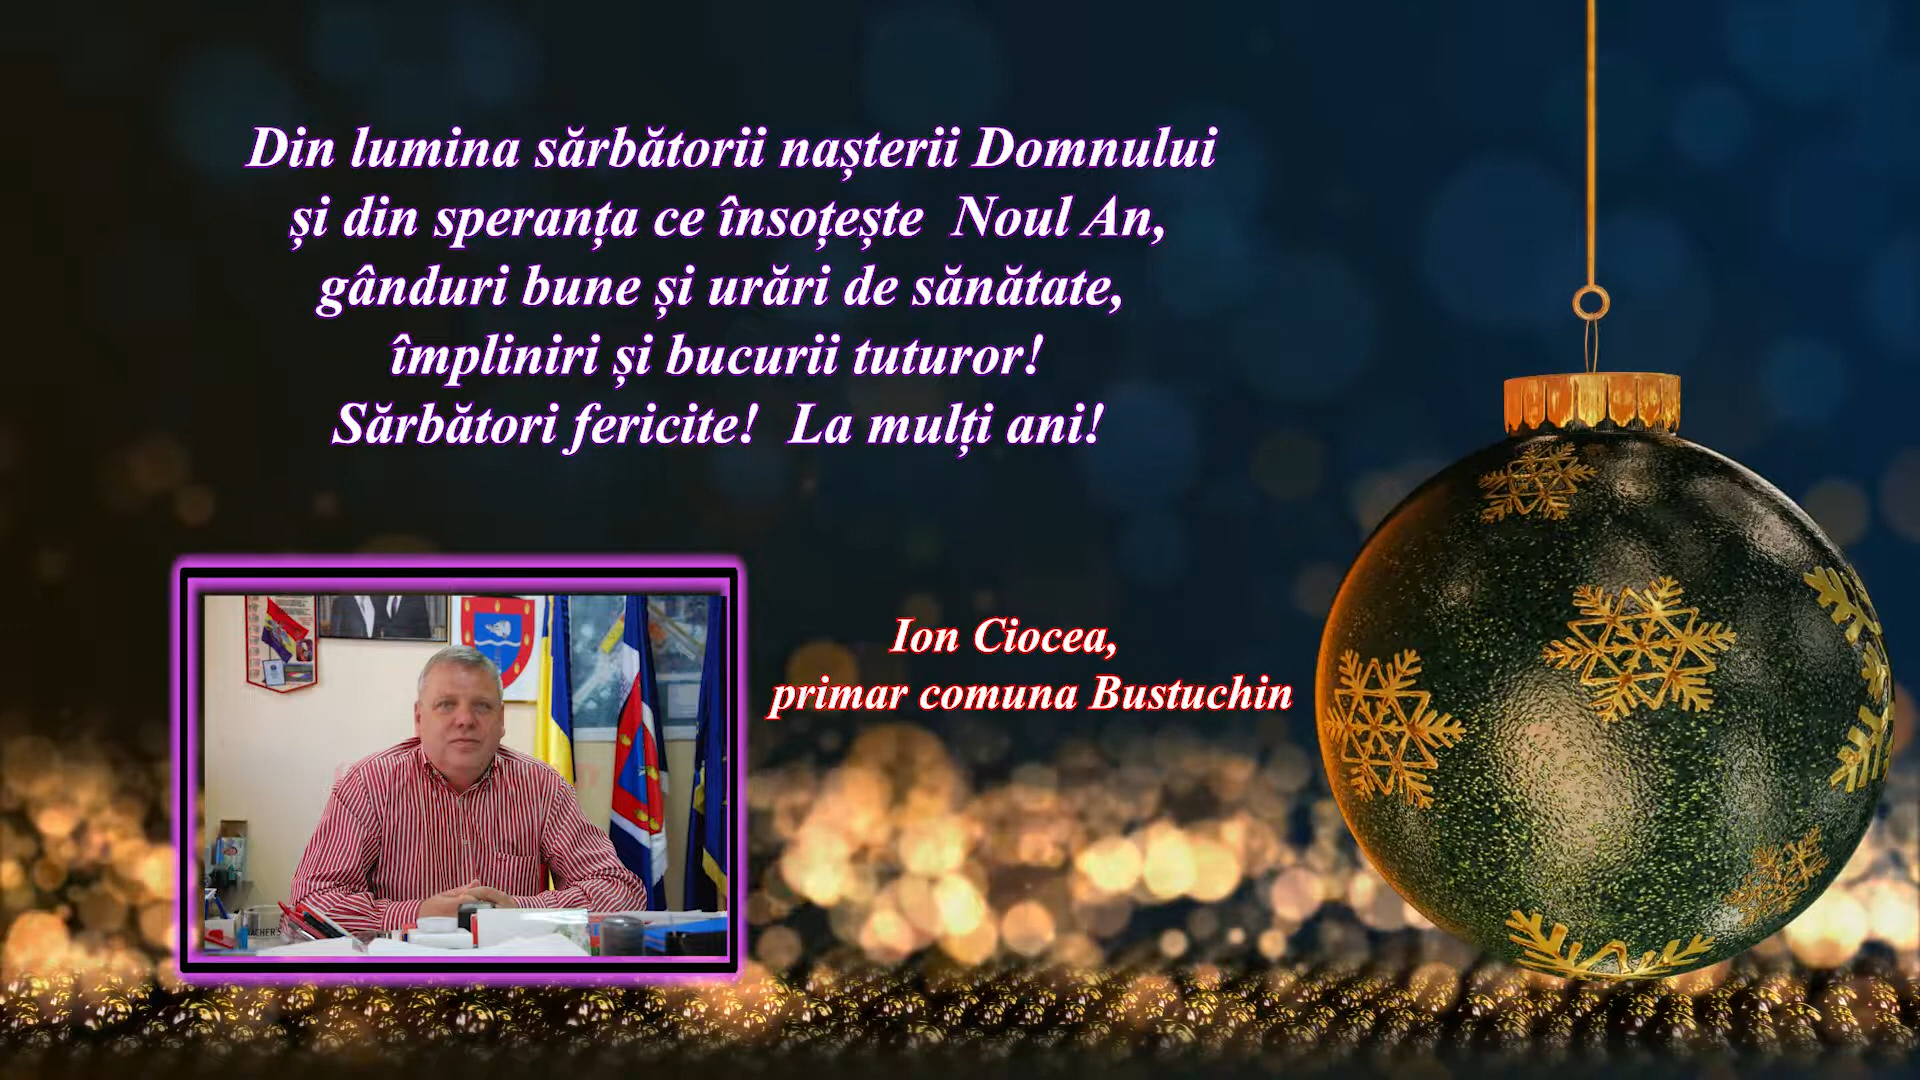 Din lumina sărbătorii nașterii Domnului
și din speranța ce însoțește Noul An,
gânduri bune și urări de sănătate,
împliniri și bucurii tuturor!
Sărbători fericite! La mulți ani!
Ion Ciocea,
primar comuna Bustuchin